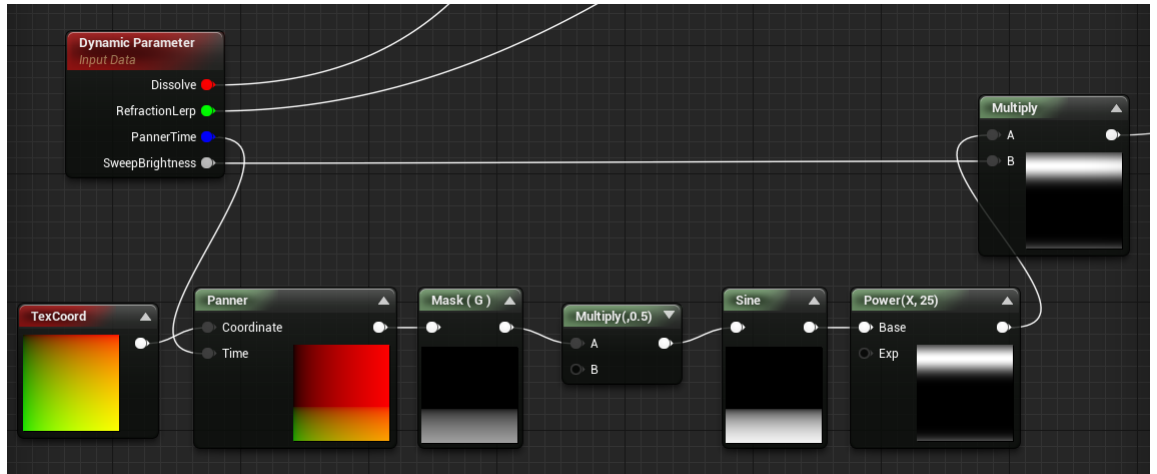 Dynamic Parameter
Input Data
Dissolve
RefractionLerp
PannerTime
SweepBrightness
Multiply
A
B
TexCoord
Panner
Coordinate
Time
Mask ( G )
Multiply(,0.5)
A
B
Sine
Power(X, 25)
Base
Exp